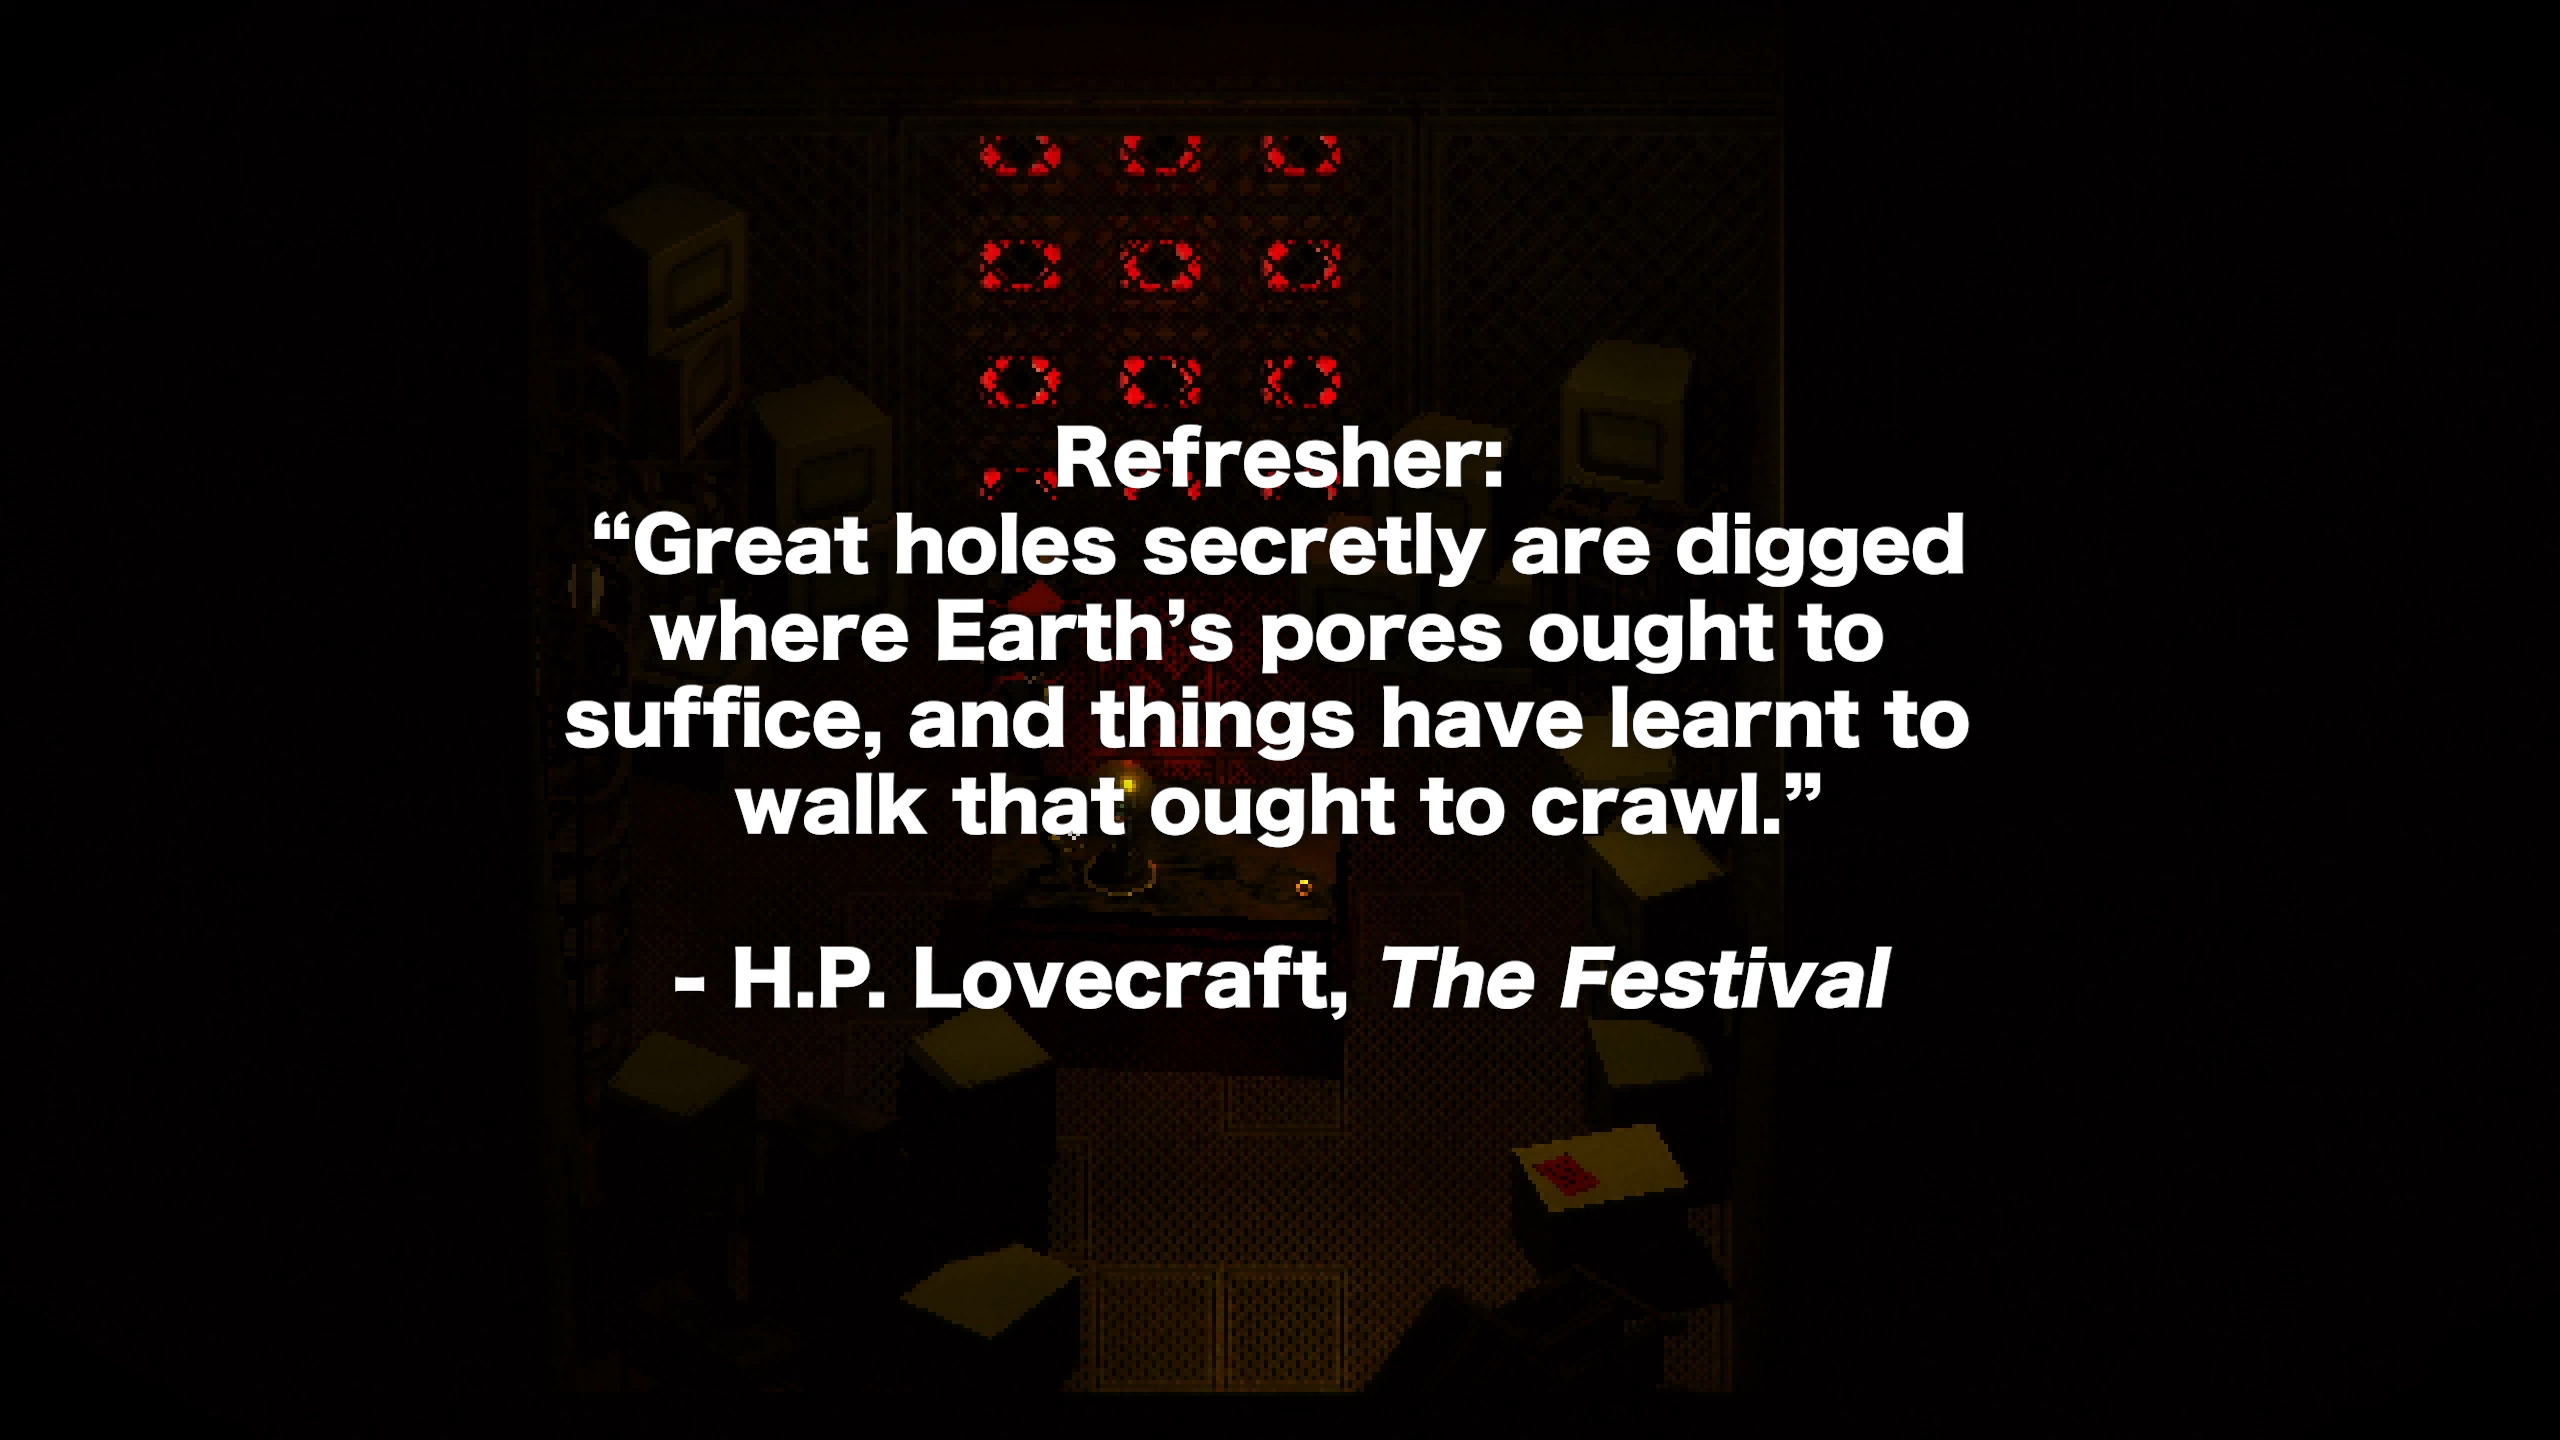 Refresher:
“Great holes secretly are digged
where Earth’s pores ought to
suffice, and things have learnt to
walk that ought to crawl.”
- H.P. Lovecraft, The Festival